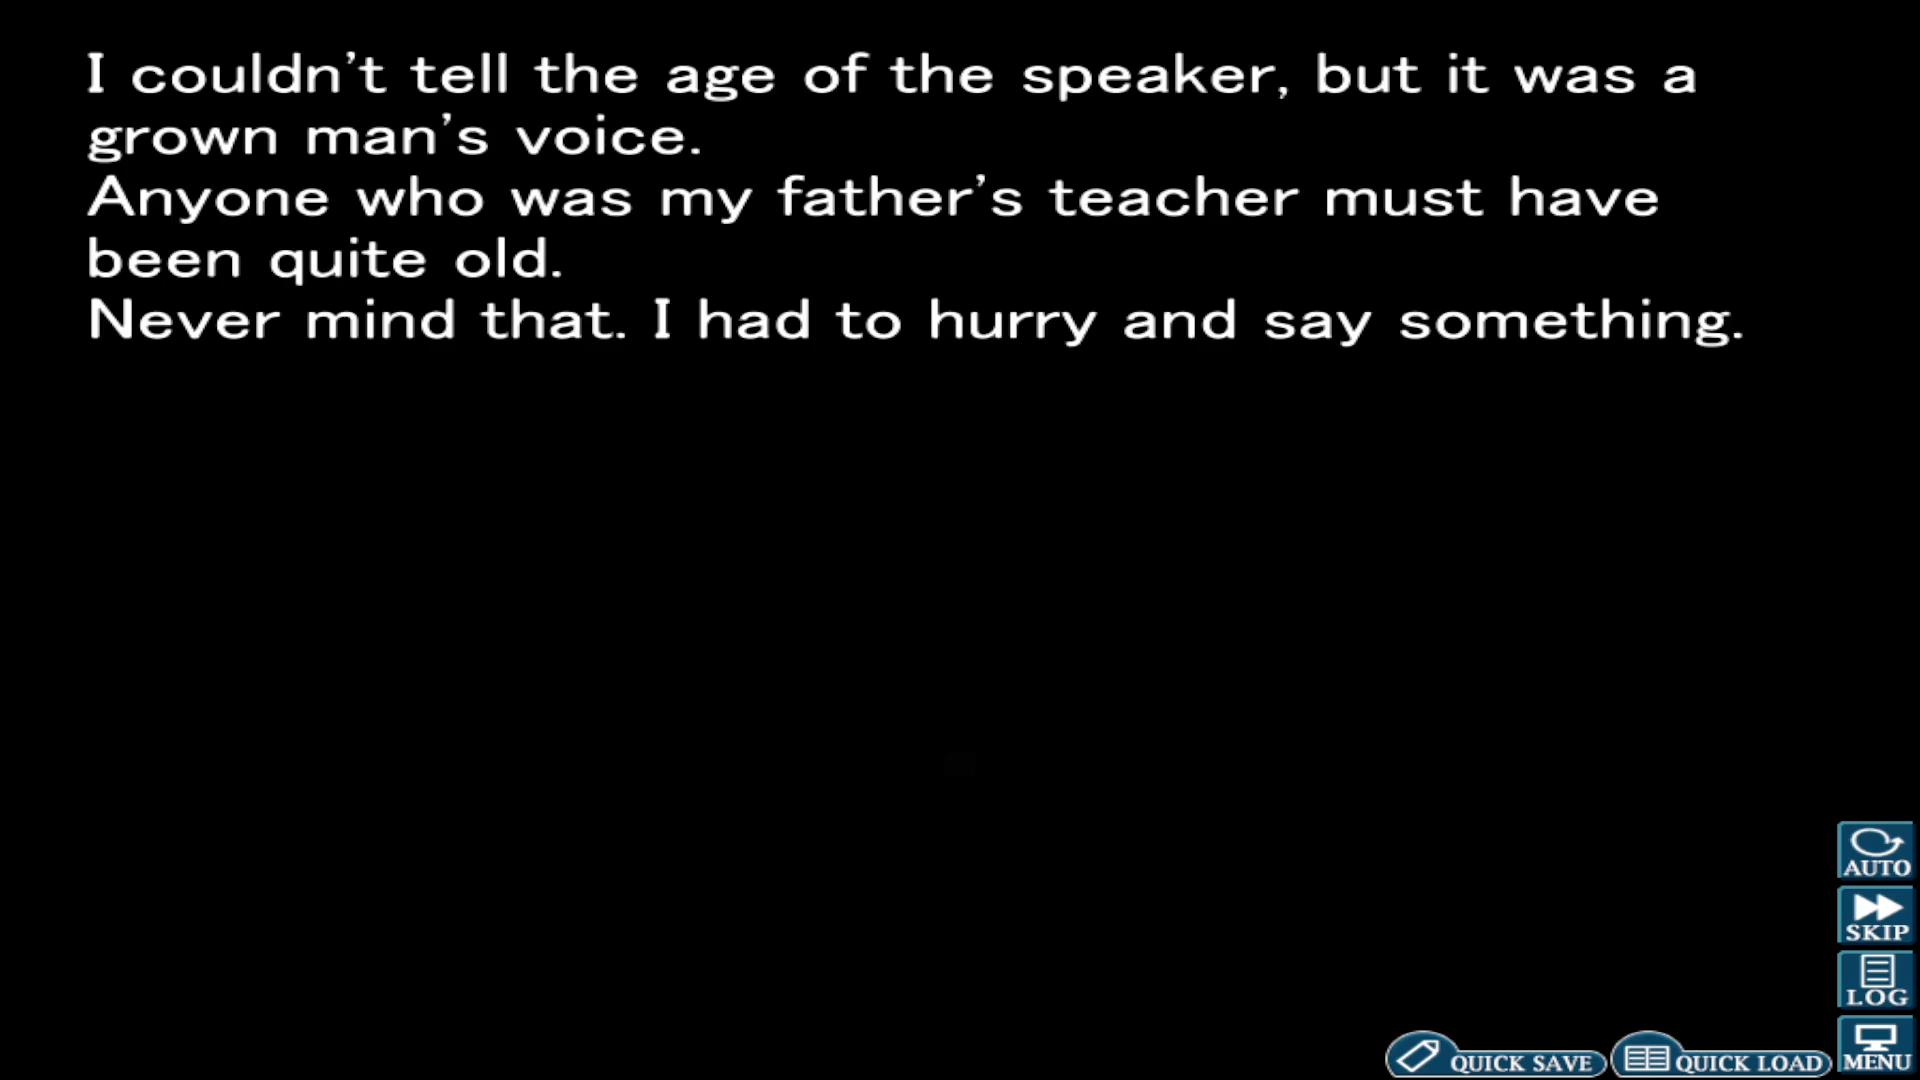 I couldn't tell the age of the speaker, but it was a
grown man's voice.
Anyone who was my father's teacher must have
been quite old.
Never mind that. I had to hurry and say something.
AUTO
SKIP
LOG
MENU
QUICK SAVE
QUICK LOAD